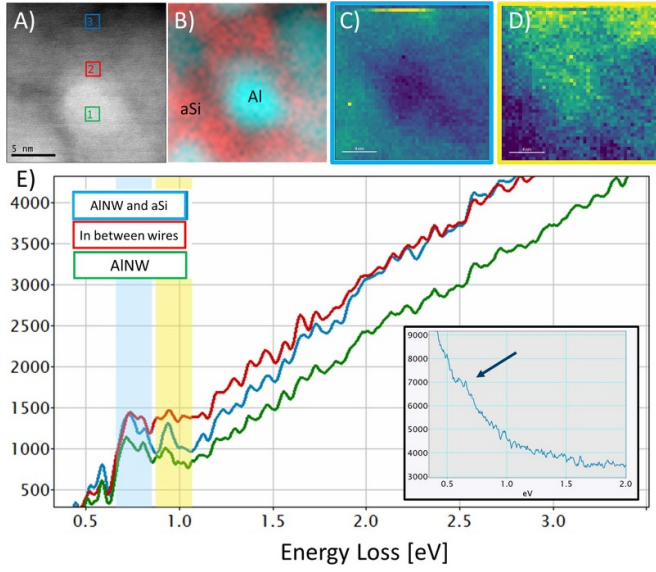 A)
3
2
1
5 nm
B)
Al
aSi
C)
D)
E)
AlNW and aSi
In between wires
AlNW
4000
3500
3000
2500
2000
1500
1000
500
0.5 1.0 1.5 2.0 2.5 3.0
Energy Loss [eV]
9000
8000
7000
6000
5000
4000
3000
0.5 1.0 1.5 2.0
eV